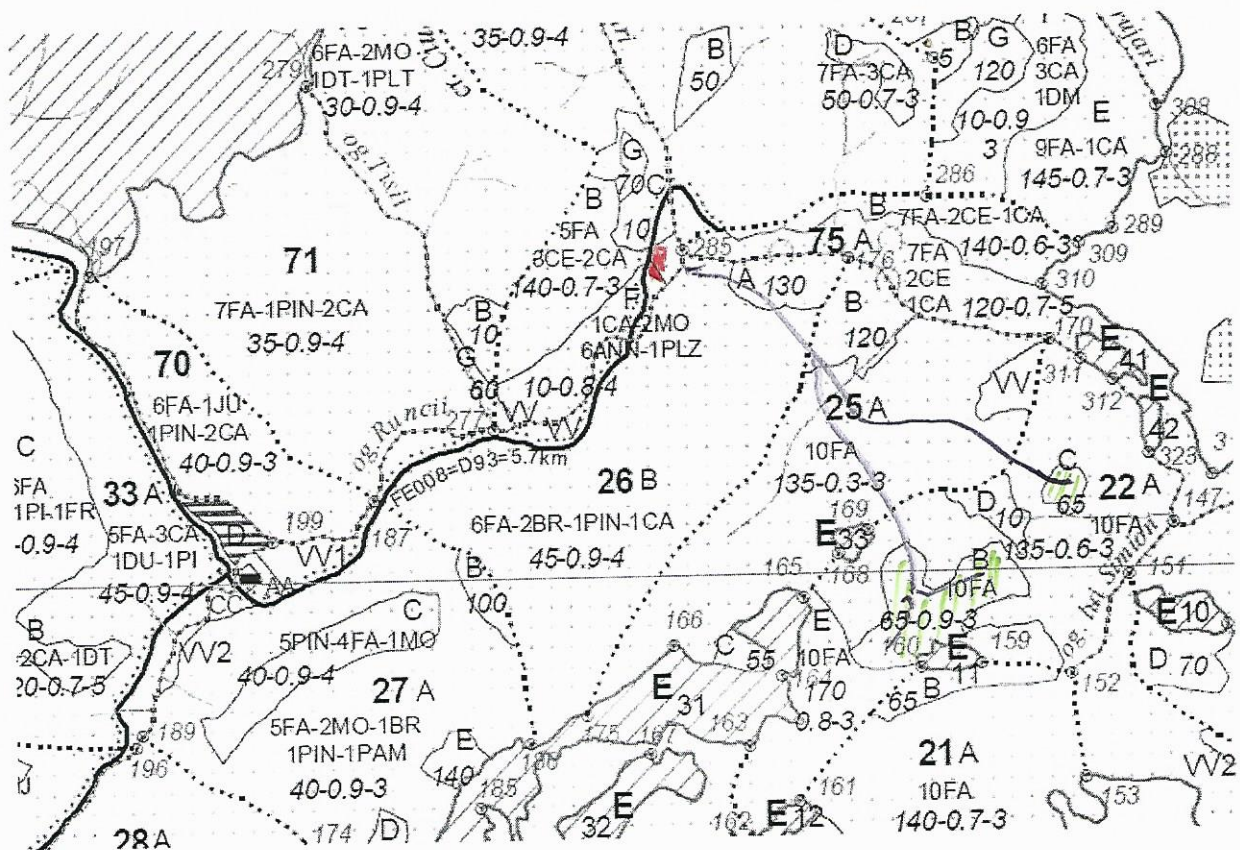 6FA-2MO
279
1DT-1PLT
30-0.9-4
35-0.9-4
B
50
D
7FA-3CA
50-0.7-3
B
5
G
120
10-0.9
3
6FA
3CA
1DM
E
9FA-1CA
145-0.7-3
308
288
289
309
310
286
og Tisii
G
70C
10
B
5FA
3CE-2CA
140-0.7-3
285
A
130
B
7FA-2CE-1CA
140-0.6-3
75 A
176
7FA
2CE
1CA
120-0.7-5
B
120
170
E
41
311
312
E
42
323
VV
197
71
7FA-1PIN-2CA
35-0.9-4
B
10
G
60
277
VV
VV
F
1CA-2MO
6ANN-1PLZ
10-0.8-4
70
6FA-1JU
1PIN-2CA
40-0.9-3
og Runcii
FE008=D93=5.7km
25 A
10FA
135-0.3-3
C
65
22 A
10FA
135-0.6-3
147
D
10
C
1PI-1FR
-0.9-4
33 A
5FA-3CA
1DU-1PI
45-0.9-4
D
199
VV1
187
AA
CC
26 B
6FA-2BR-1PIN-1CA
45-0.9-4
B
100
169
E
33
168
165
B
10FA
65-0.9-3
160
E
11
159
65
B
151
E
10
D
70
152
B
2CA-1DT
20-0.7-5
VV2
C
5PIN-4FA-1MO
40-0.9-4
27 A
5FA-2MO-1BR
1PIN-1PAM
40-0.9-3
166
C
55
E
10FA
170
0.8-3
164
E
31
163
175
167
186
185
E
140
189
196
174
D
28 A
E
32
162
E
12
161
21 A
10FA
140-0.7-3
153
VV2